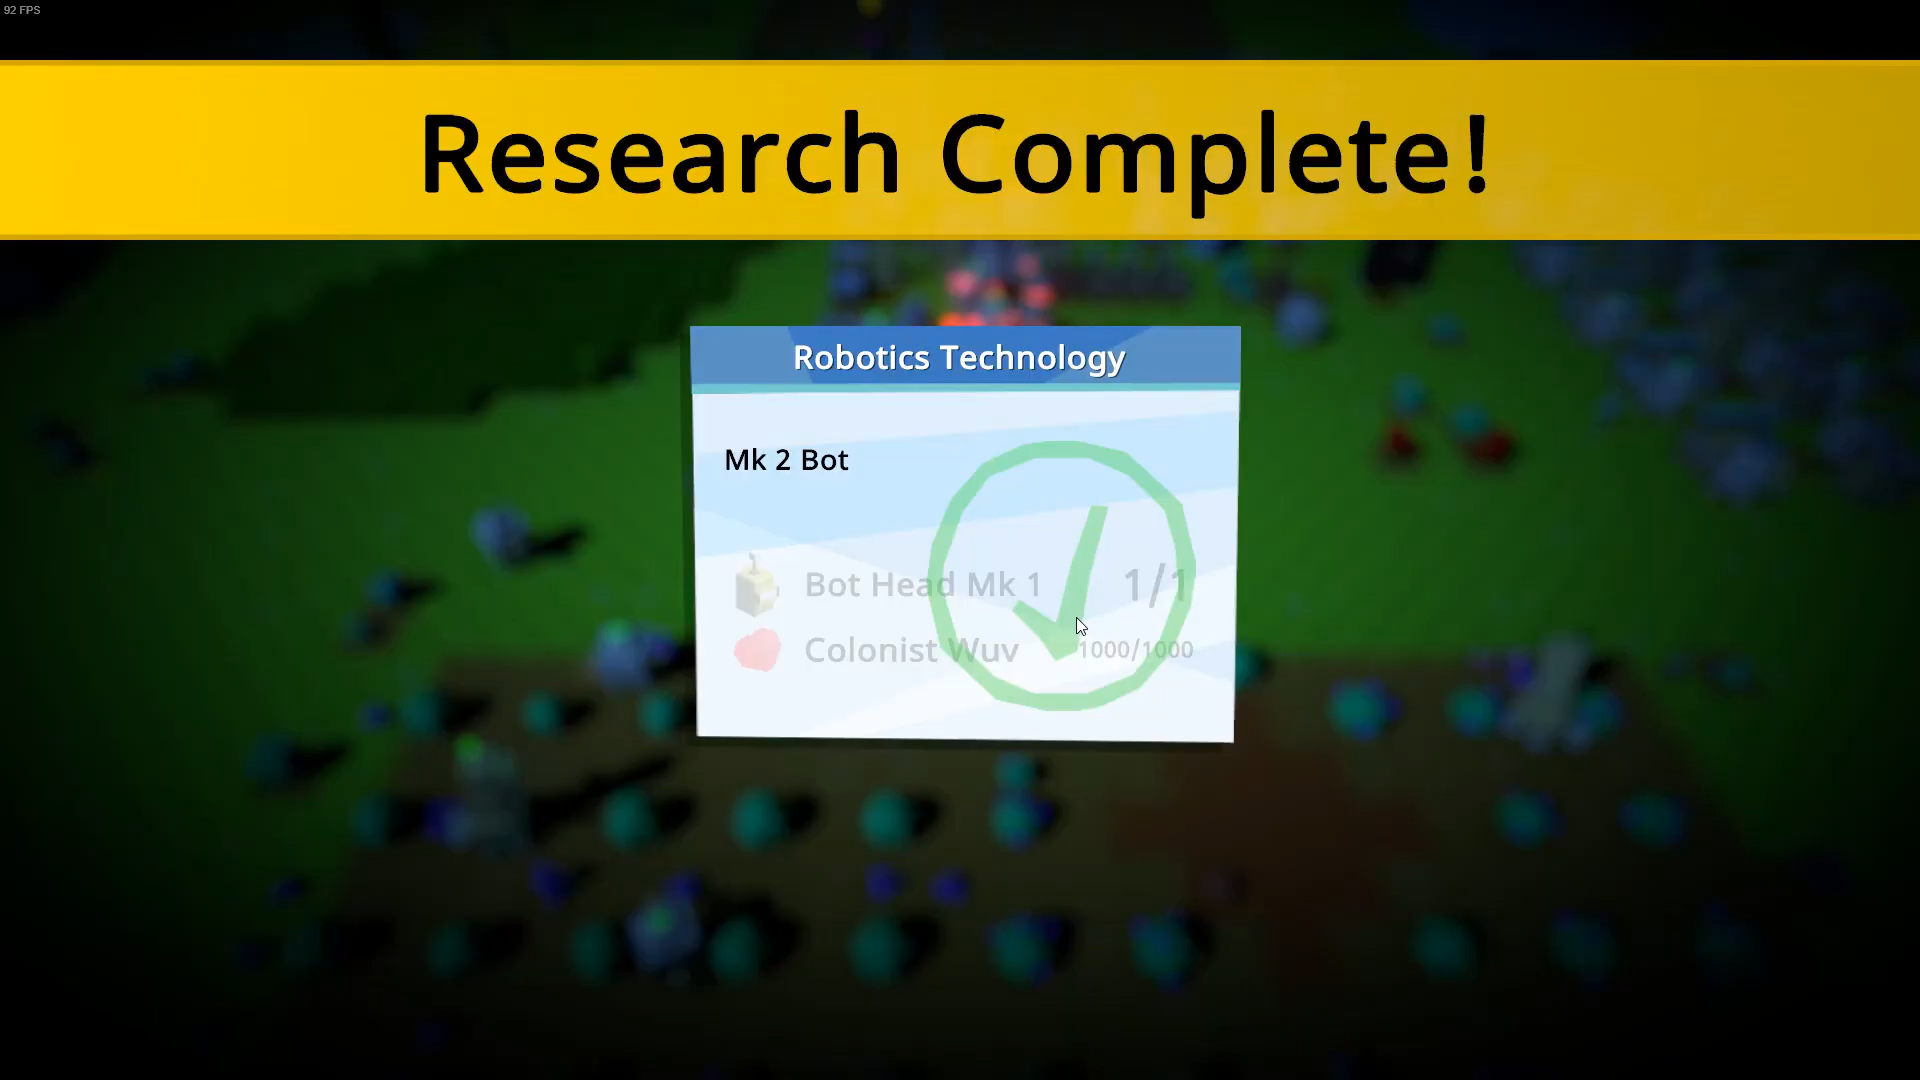 92 FPS
Research Complete!
Robotics Technology
Mk 2 Bot
Bot Head Mk 1 1/1
Colonist Wuv 1000/1000